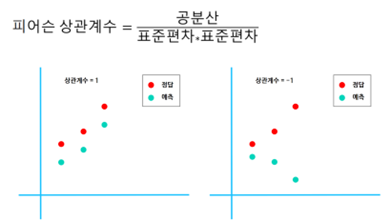 피어슨 상관계수 = 공분산
표준편차*표준편차
상관계수 = 1
정답
예측
상관계수 = -1
정답
예측